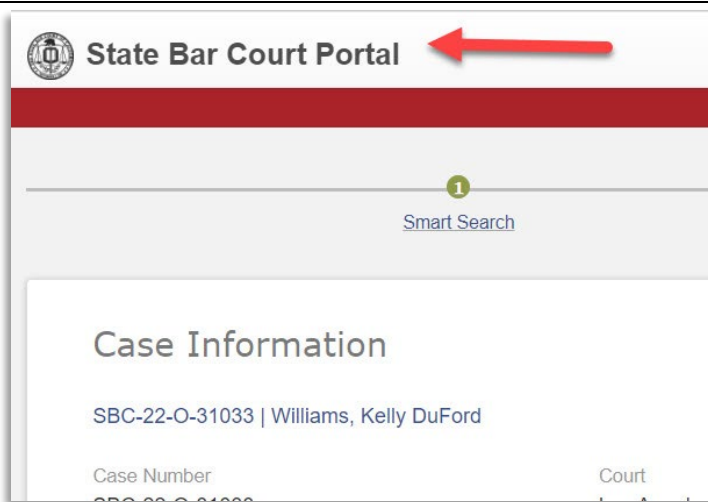 State Bar Court Portal
1
Smart Search
Case Information
SBC-22-O-31033 | Williams, Kelly DuFord
Case Number
Court